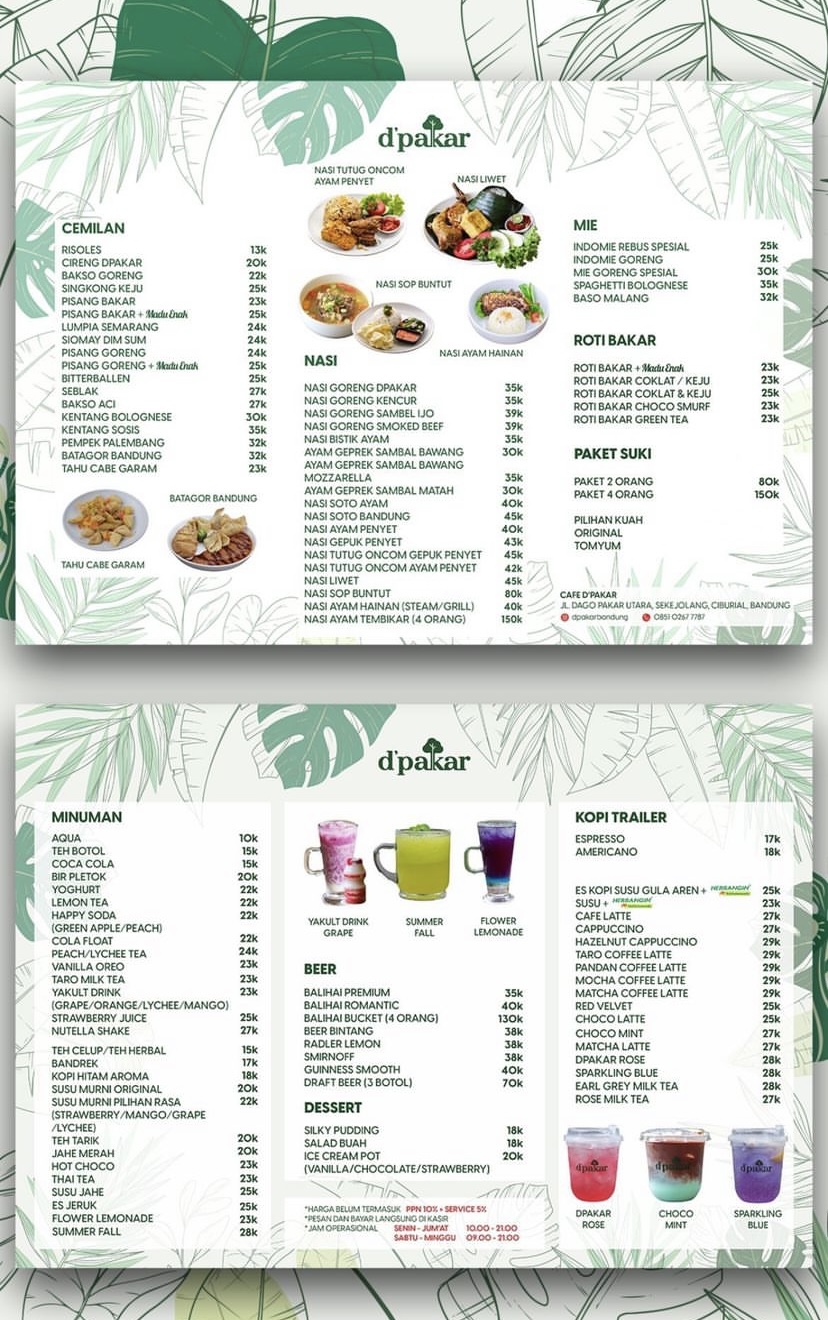 d'pakar
CEMILAN
RISOLES 13k
CIRENG DPAKAR 20k
BAKSO GORENG 22k
SINGKONG KEJU 25k
PISANG BAKAR 23k
PISANG BAKAR + Madu Enak 25k
LUMPIA SEMARANG 24k
SIOMAY DIM SUM 24k
PISANG GORENG 24k
PISANG GORENG + Madu Enak 25k
BITTERBALLEN 25k
SEBLAK 27k
BAKSO ACI 27k
KENTANG BOLOGNESE 30k
KENTANG SOSIS 35k
PEMPEK PALEMBANG 32k
BATAGOR BANDUNG 32k
TAHU CABE GARAM 23k
BATAGOR BANDUNG
TAHU CABE GARAM
NASI TUTUG ONCOM
AYAM PENYET
NASI LIWET
NASI SOP BUNTUT
NASI AYAM HAINAN
NASI
NASI GORENG DPAKAR 35k
NASI GORENG KENCUR 35k
NASI GORENG SAMBEL IJO 39k
NASI GORENG SMOKED BEEF 39k
NASI BISTIK AYAM 35k
AYAM GEPREK SAMBAL BAWANG 30k
AYAM GEPREK SAMBAL BAWANG
MOZZARELLA 35k
AYAM GEPREK SAMBAL MATAH 30k
NASI SOTO AYAM 40k
NASI SOTO BANDUNG 45k
NASI AYAM PENYET 40k
NASI GEPUK PENYET 43k
NASI TUTUG ONCOM GEPUK PENYET 45k
NASI TUTUG ONCOM AYAM PENYET 42k
NASI LIWET 45k
NASI SOP BUNTUT 80k
NASI AYAM HAINAN (STEAM/GRILL) 40k
NASI AYAM TEMBIKAR (4 ORANG) 150k
MIE
INDOMIE REBUS SPESIAL 25k
INDOMIE GORENG 25k
MIE GORENG SPESIAL 30k
SPAGHETTI BOLOGNESE 35k
BASO MALANG 32k
ROTI BAKAR
ROTI BAKAR +Madu Enak 23k
ROTI BAKAR COKLAT / KEJU 23k
ROTI BAKAR COKLAT & KEJU 25k
ROTI BAKAR CHOCO SMURF 23k
ROTI BAKAR GREEN TEA 23k
PAKET SUKI
PAKET 2 ORANG 80k
PAKET 4 ORANG 150k
PILIHAN KUAH
ORIGINAL
TOMYUM
CAFE D'PAKAR
JL. DAGO PAKAR UTARA, SEKEJOLANG, CIBURIAL, BANDUNG
dpakarbandung 0851 0267 7787
d'pakar
MINUMAN
AQUA 10k
TEH BOTOL 15k
COCA COLA 15k
BIR PLETOK 20k
YOGHURT 22k
LEMON TEA 22k
HAPPY SODA 22k
(GREEN APPLE/PEACH)
COLA FLOAT 22k
PEACH/LYCHEE TEA 24k
VANILLA OREO 23k
TARO MILK TEA 23k
YAKULT DRINK 23k
(GRAPE/ORANGE/LYCHEE/MANGO)
STRAWBERRY JUICE 25k
NUTELLA SHAKE 27k
TEH CELUP/TEH HERBAL 15k
BANDREK 17k
KOPI HITAM AROMA 18k
SUSU MURNI ORIGINAL 20k
SUSU MURNI PILIHAN RASA 22k
(STRAWBERRY/MANGO/GRAPE
/LYCHEE)
TEH TARIK 20k
JAHE MERAH 20k
HOT CHOCO 23k
THAI TEA 23k
SUSU JAHE 25k
ES JERUK 25k
FLOWER LEMONADE 23k
SUMMER FALL 28k
YAKULT DRINK
GRAPE
SUMMER
FALL
FLOWER
LEMONADE
BEER
BALIHAI PREMIUM 35k
BALIHAI ROMANTIC 40k
BALIHAI BUCKET (4 ORANG) 130k
BEER BINTANG 38k
RADLER LEMON 38k
SMIRNOFF 38k
GUINNESS SMOOTH 40k
DRAFT BEER (3 BOTOL) 70k
DESSERT
SILKY PUDDING 18k
SALAD BUAH 18k
ICE CREAM POT 20k
(VANILLA/CHOCOLATE/STRAWBERRY)
*HARGA BELUM TERMASUK PPN 10% + SERVICE 5%
*PESAN DAN BAYAR LANGSUNG DI KASIR
*JAM OPERASIONAL SENIN - JUM'AT 10.00 - 21.00
SABTU - MINGGU 09.00 - 21.00
KOPI TRAILER
ESPRESSO 17k
AMERICANO 18k
ES KOPI SUSU GULA AREN + HERBANGIN 25k
SUSU + HERBANGIN 23k
CAFE LATTE 27k
CAPPUCCINO 27k
HAZELNUT CAPPUCCINO 29k
TARO COFFEE LATTE 29k
PANDAN COFFEE LATTE 29k
MOCHA COFFEE LATTE 29k
MATCHA COFFEE LATTE 29k
RED VELVET 25k
CHOCO LATTE 25k
CHOCO MINT 27k
MATCHA LATTE 27k
DPAKAR ROSE 28k
SPARKLING BLUE 28k
EARL GREY MILK TEA 28k
ROSE MILK TEA 27k
d'pakar
d'pakar
d'pakar
DPAKAR
ROSE
CHOCO
MINT
SPARKLING
BLUE